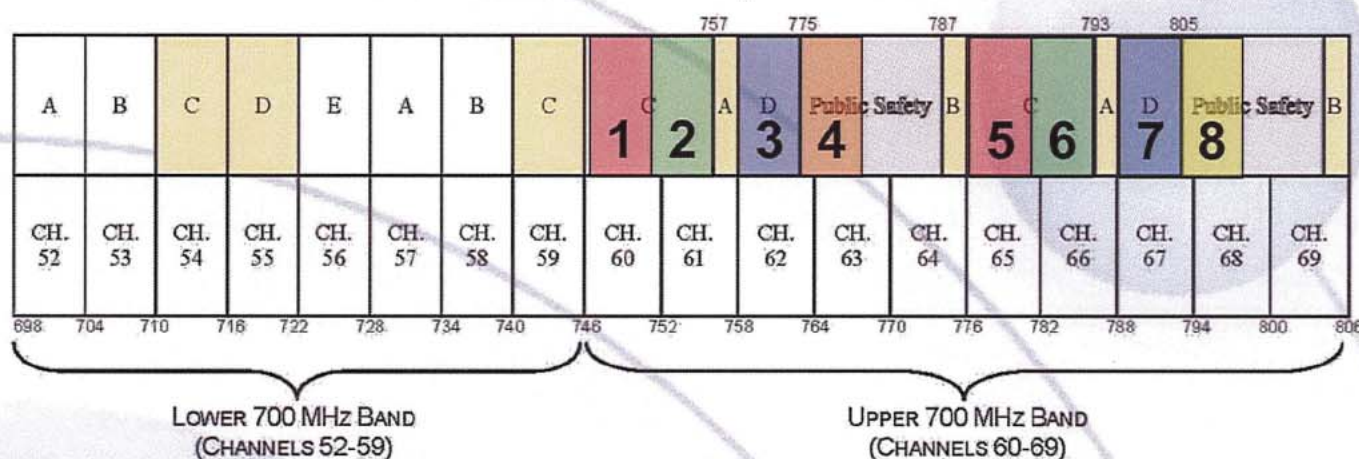 757 775 787 793 805
A B C D E A B C C A D Public Safety B C A D Public Safety B
1 2 3 4 5 6 7 8
CH. CH. CH. CH. CH. CH. CH. CH. CH. CH. CH. CH. CH. CH. CH. CH. CH. CH.
52 53 54 55 56 57 58 59 60 61 62 63 64 65 66 67 68 69
698 704 710 716 722 728 734 740 746 752 758 764 770 776 782 788 794 800 806
LOWER 700 MHZ BAND UPPER 700 MHZ BAND
(CHANNELS 52-59) (CHANNELS 60-69)